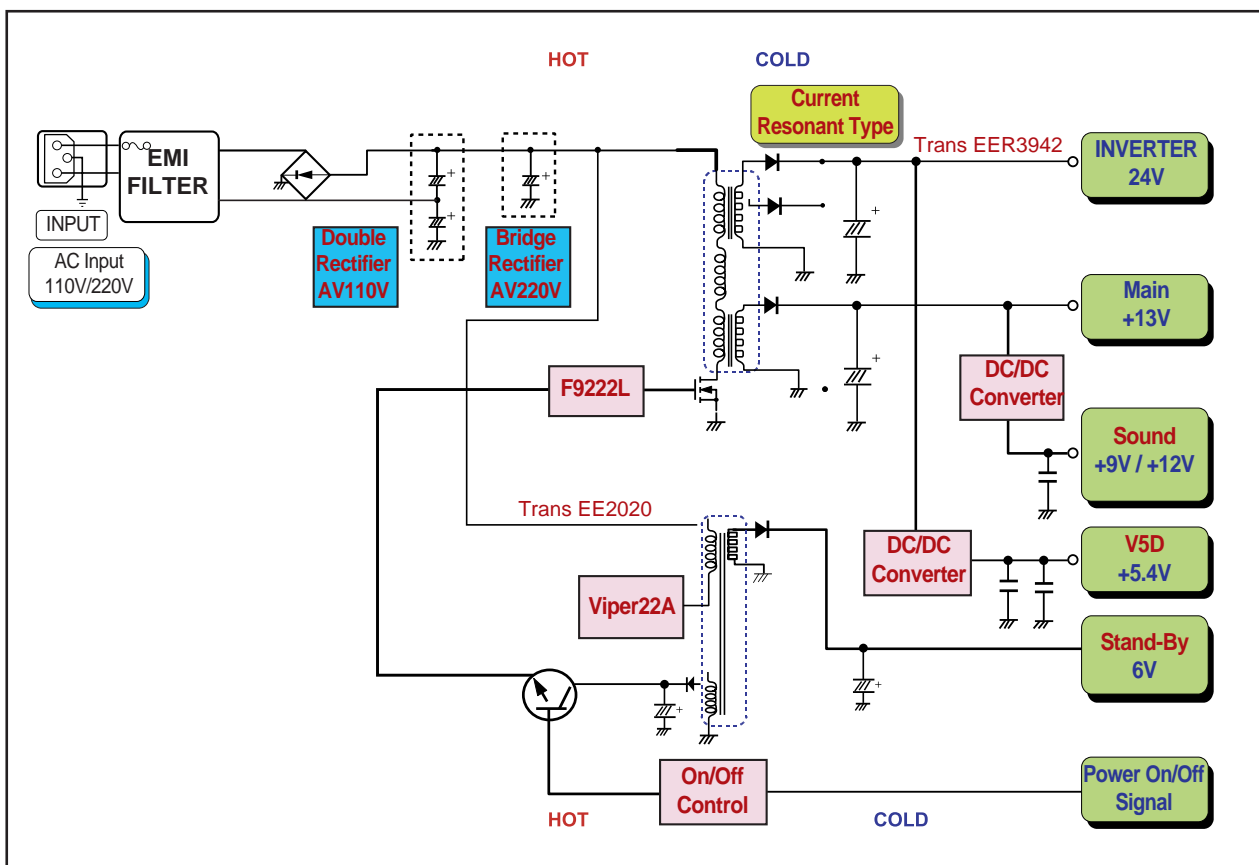 HOT
COLD
Current
Resonant Type
Trans EER3942
INVERTER
24V
EMI
FILTER
INPUT
AC Input
110V/220V
Double
Rectifier
AV110V
Bridge
Rectifier
AV220V
Main
+13V
DC/DC
Converter
F9222L
Sound
+9V / +12V
Trans EE2020
DC/DC
Converter
V5D
+5.4V
Viper22A
Stand-By
6V
On/Off
Control
Power On/Off
Signal
HOT
COLD